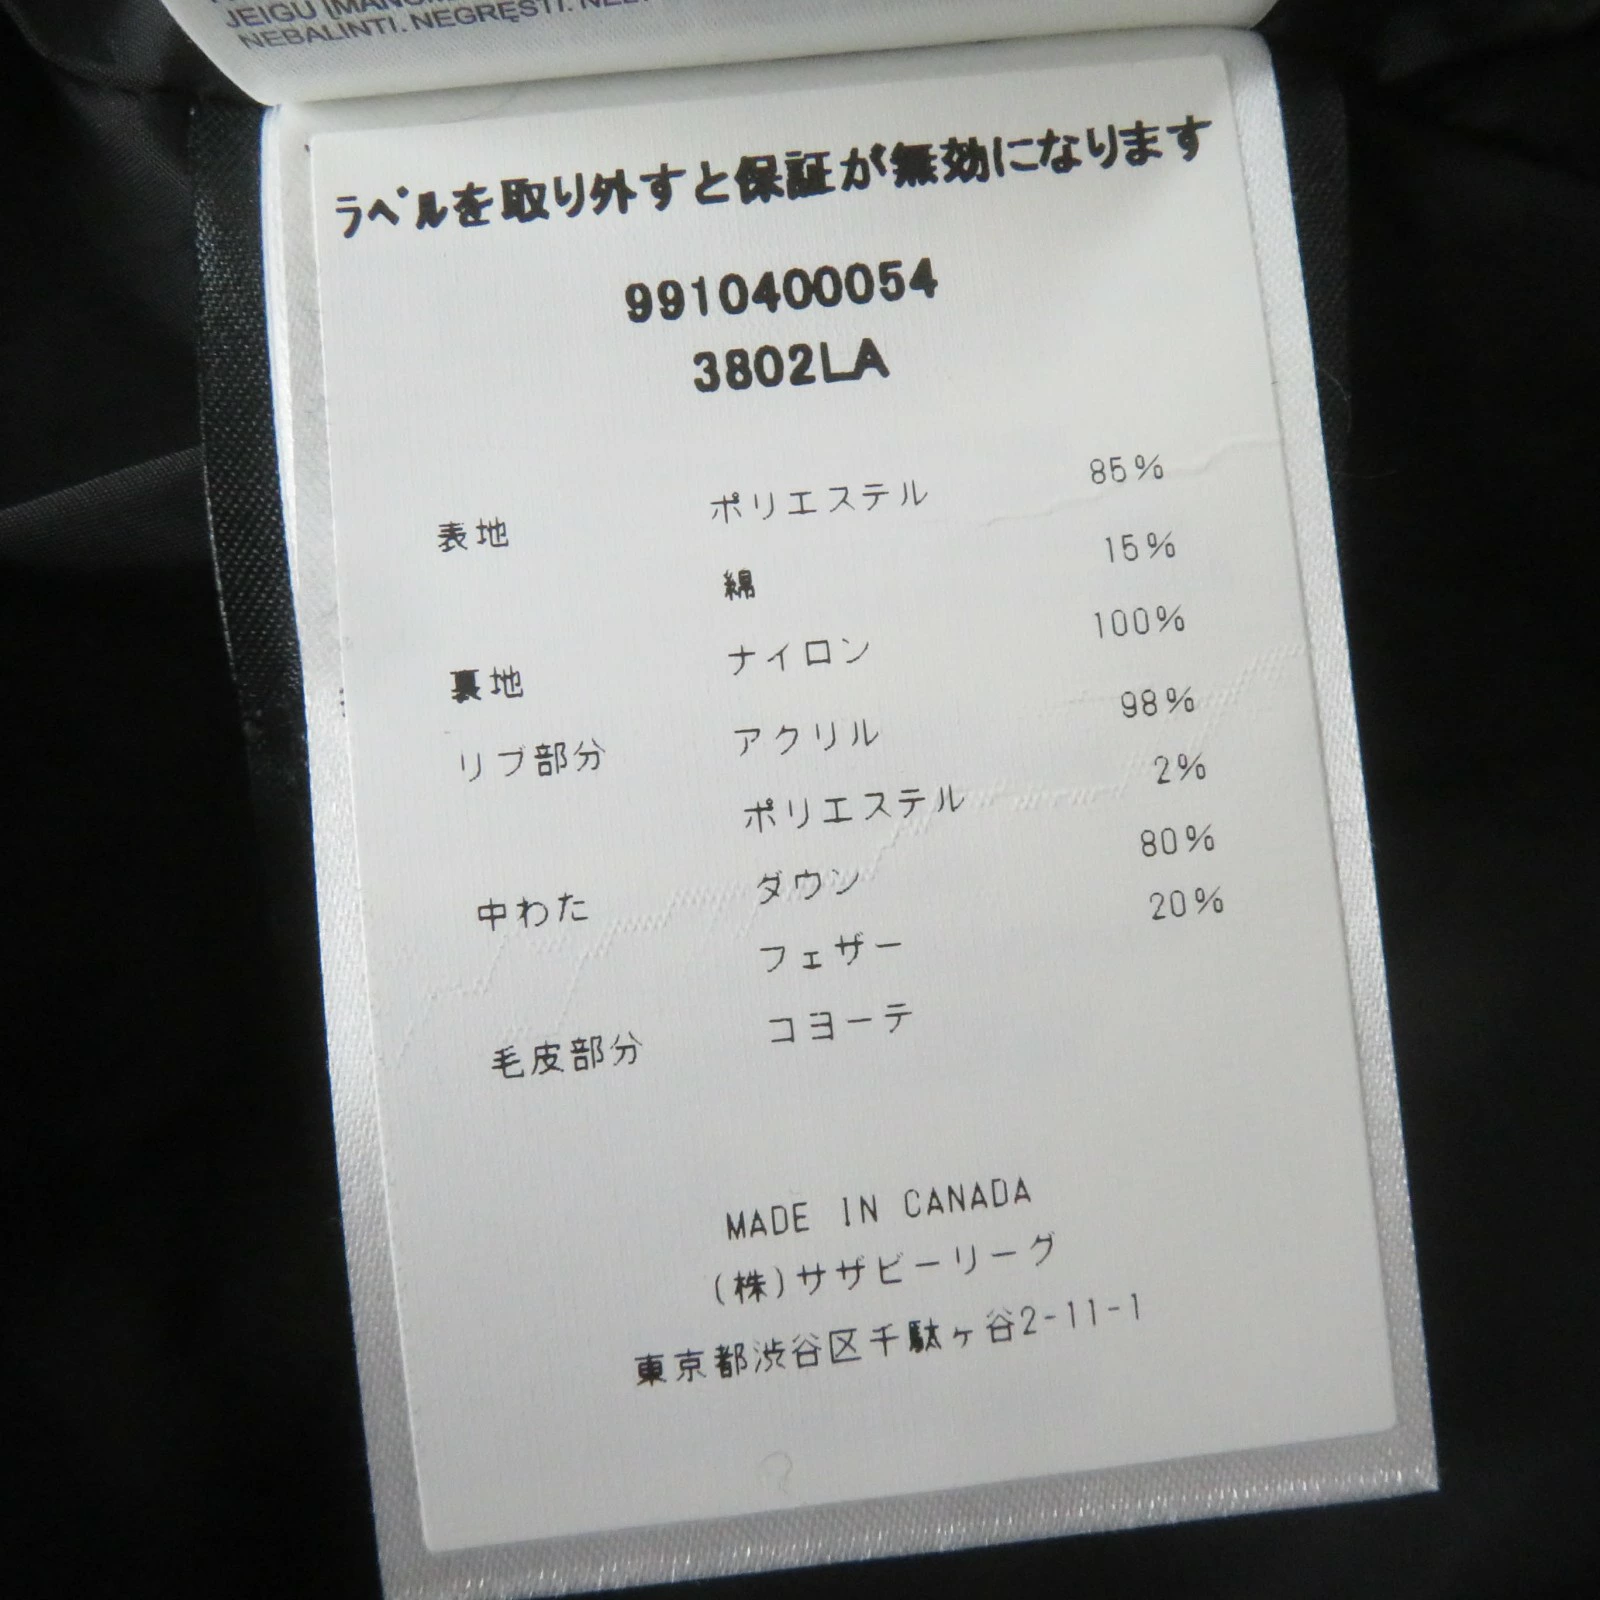 JEIGU
NEBALINTI. NEGRĘSTI.
ラベルを取り外すと保証が無効になります
9910400054
3802LA
表地 ポリエステル 85%
綿 15%
裏地 ナイロン 100%
リブ部分 アクリル 98%
ポリエステル 2%
中わた ダウン 80%
フェザー 20%
毛皮部分 コヨーテ
MADE IN CANADA
(株)サザビーリーグ
東京都渋谷区千駄ヶ谷2-11-1